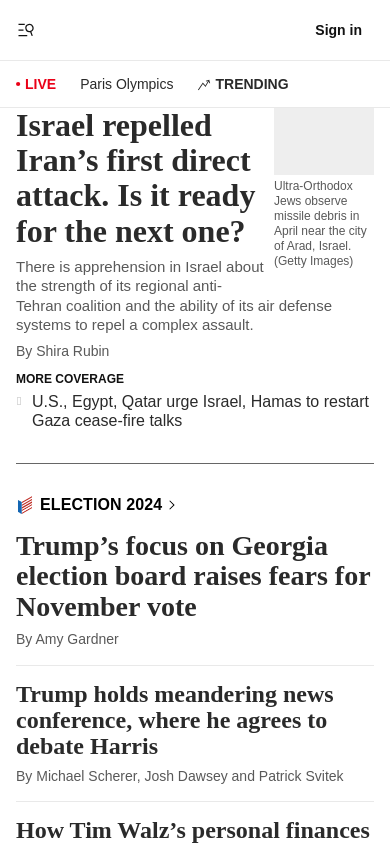 Sign in
• LIVE
Paris Olympics
TRENDING
Israel repelled
Iran’s first direct
attack. Is it ready
for the next one?
Ultra-Orthodox
Jews observe
missile debris in
April near the city
of Arad, Israel.
(Getty Images)
There is apprehension in Israel about
the strength of its regional anti-
Tehran coalition and the ability of its air defense
systems to repel a complex assault.
By Shira Rubin
MORE COVERAGE
U.S., Egypt, Qatar urge Israel, Hamas to restart
Gaza cease-fire talks
ELECTION 2024
Trump’s focus on Georgia
election board raises fears for
November vote
By Amy Gardner
Trump holds meandering news
conference, where he agrees to
debate Harris
By Michael Scherer, Josh Dawsey and Patrick Svitek
How Tim Walz’s personal finances